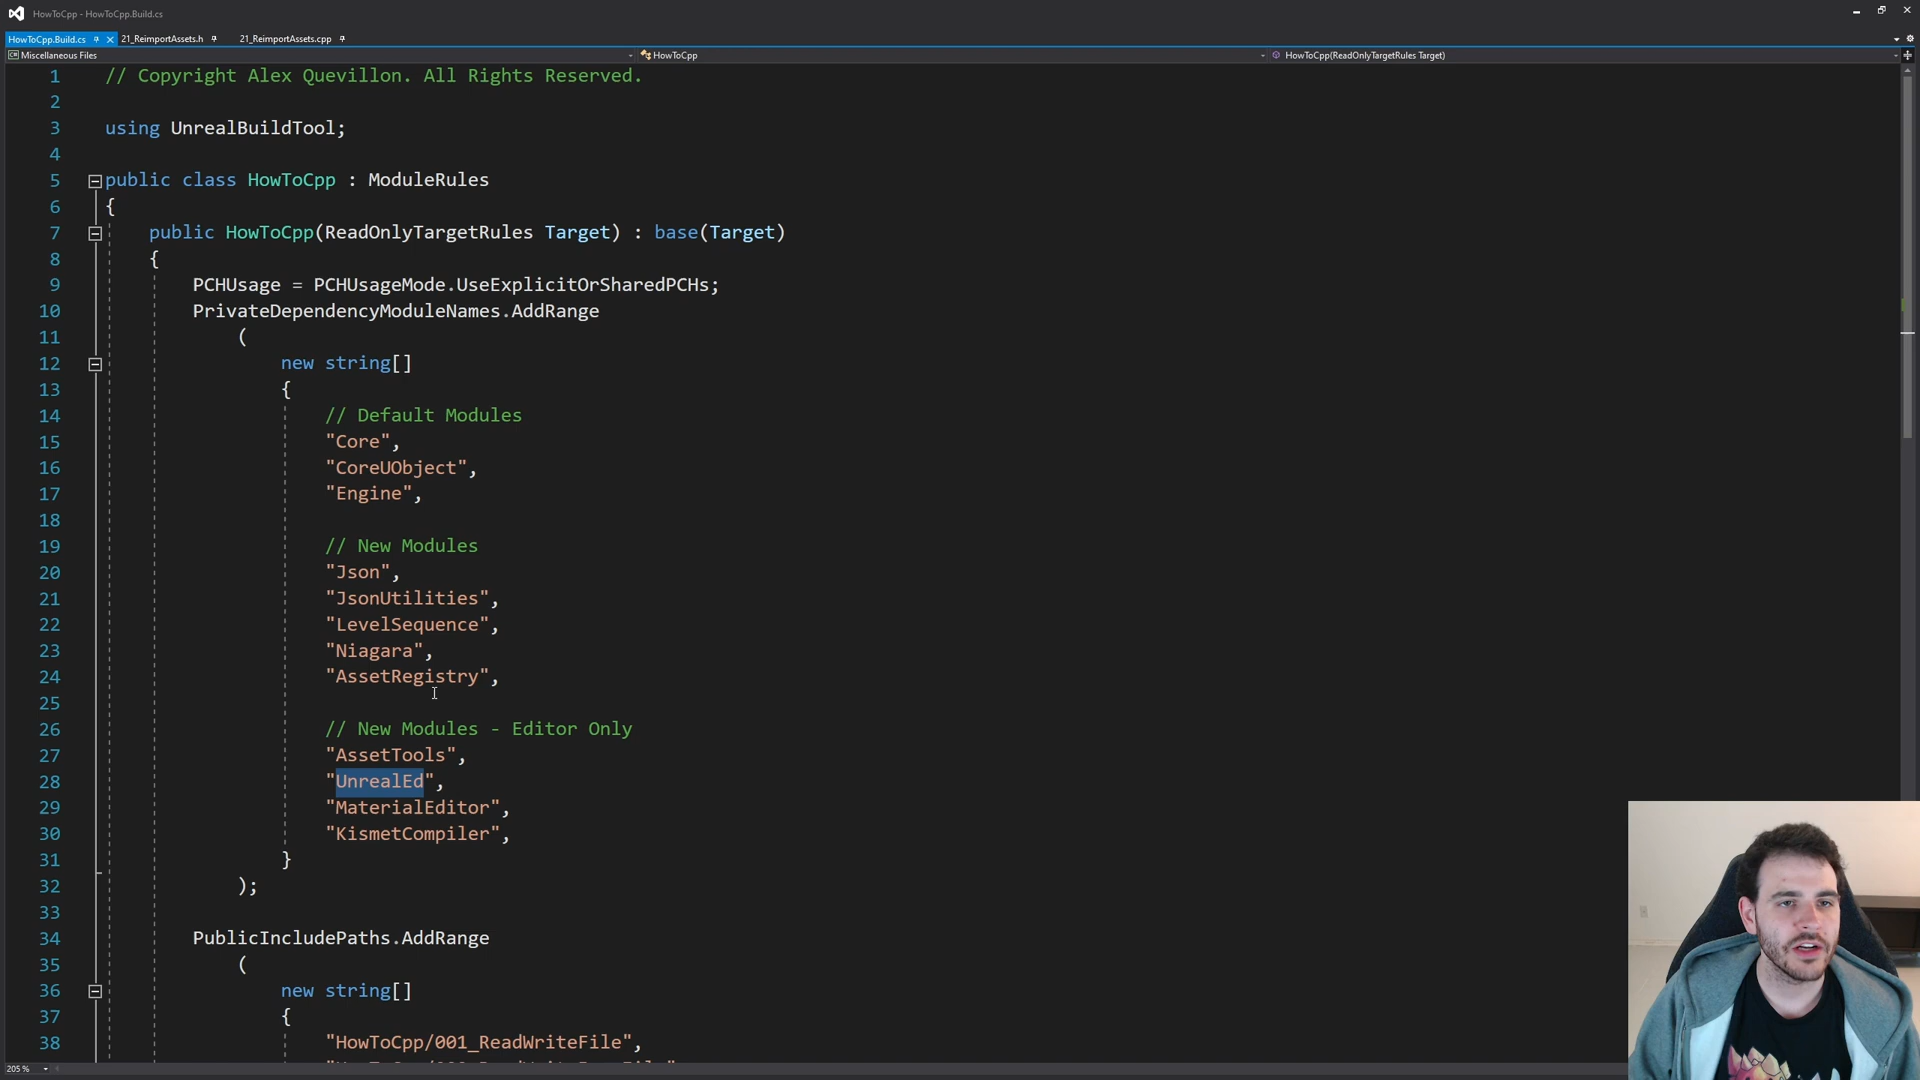 HowToCpp - HowToCpp.Build.cs
HowToCpp.Build.cs 21_ReimportAssets.h 21_ReimportAssets.cpp
Miscellaneous Files HowToCpp HowToCpp(ReadOnlyTargetRules Target)
1 // Copyright Alex Quevillon. All Rights Reserved.
2
3 using UnrealBuildTool;
4
5 public class HowToCpp : ModuleRules
6 {
7 public HowToCpp(ReadOnlyTargetRules Target) : base(Target)
8 {
9 PCHUsage = PCHUsageMode.UseExplicitOrSharedPCHs;
10 PrivateDependencyModuleNames.AddRange
11 (
12 new string[]
13 {
14 // Default Modules
15 "Core",
16 "CoreUObject",
17 "Engine",
18
19 // New Modules
20 "Json",
21 "JsonUtilities",
22 "LevelSequence",
23 "Niagara",
24 "AssetRegistry",
25
26 // New Modules - Editor Only
27 "AssetTools",
28 "UnrealEd",
29 "MaterialEditor",
30 "KismetCompiler",
31 }
32 );
33
34 PublicIncludePaths.AddRange
35 (
36 new string[]
37 {
38 "HowToCpp/001_ReadWriteFile",
205 %